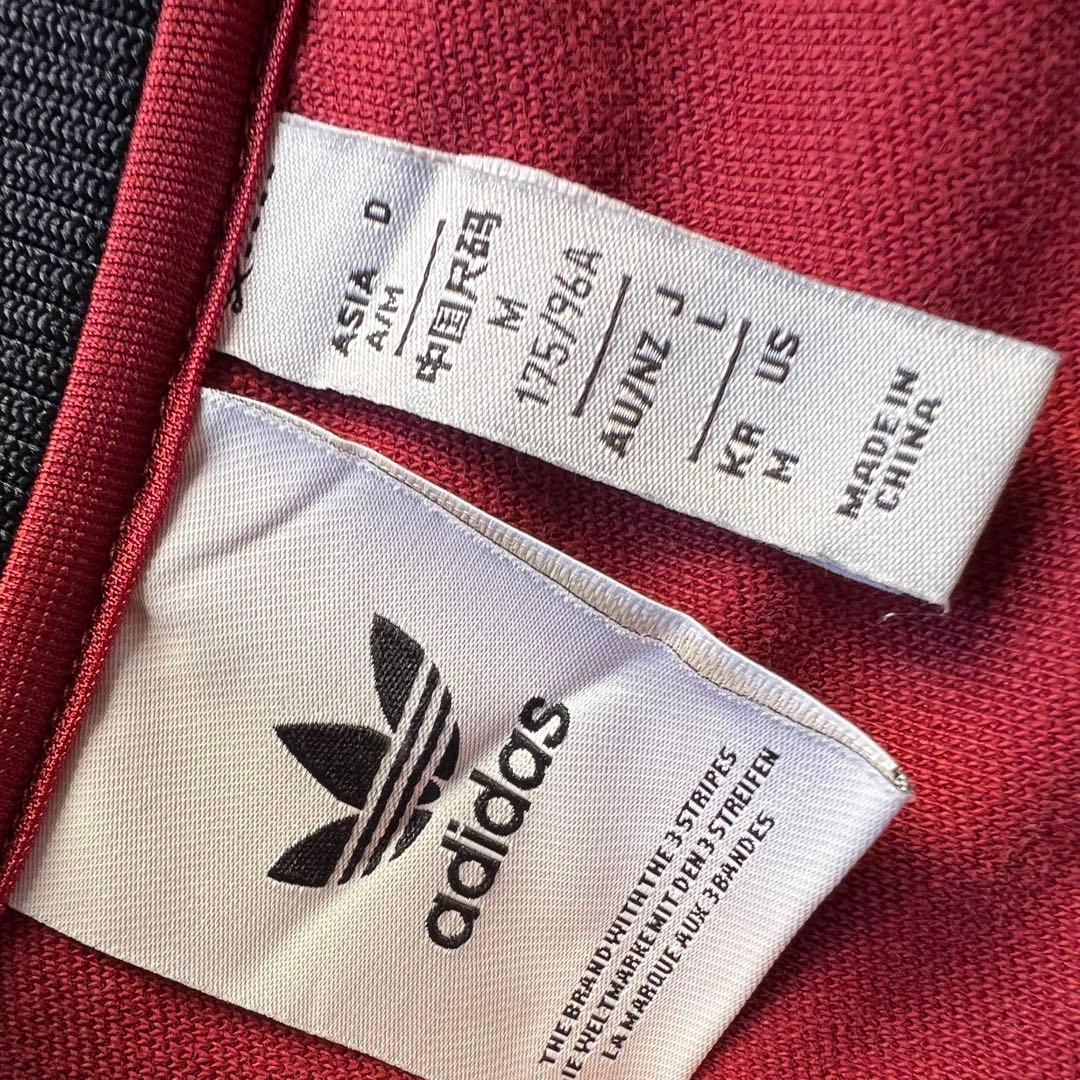 ASIA D
A/M
中国尺码
M
175/96A
AU/NZ J
L
KR US
M
MADE IN
CHINA
adidas
THE BRAND WITH THE 3 STRIPES
IE WELTMARKE MIT DEN 3 STREIFEN
LA MARQUE AUX 3 BANDES